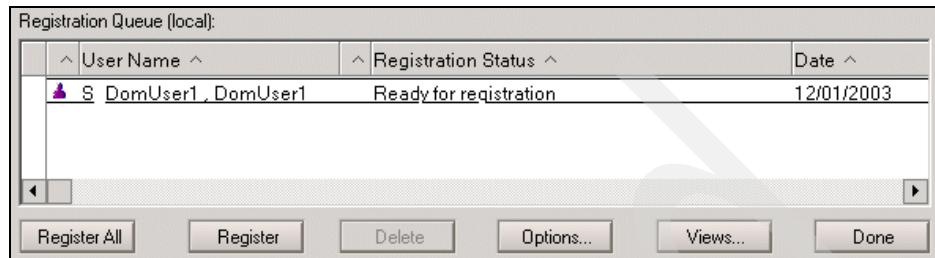 Registration Queue (local):
User Name Registration Status Date
S DomUser1 , DomUser1 Ready for registration 12/01/2003
Register All Register Delete Options... Views... Done